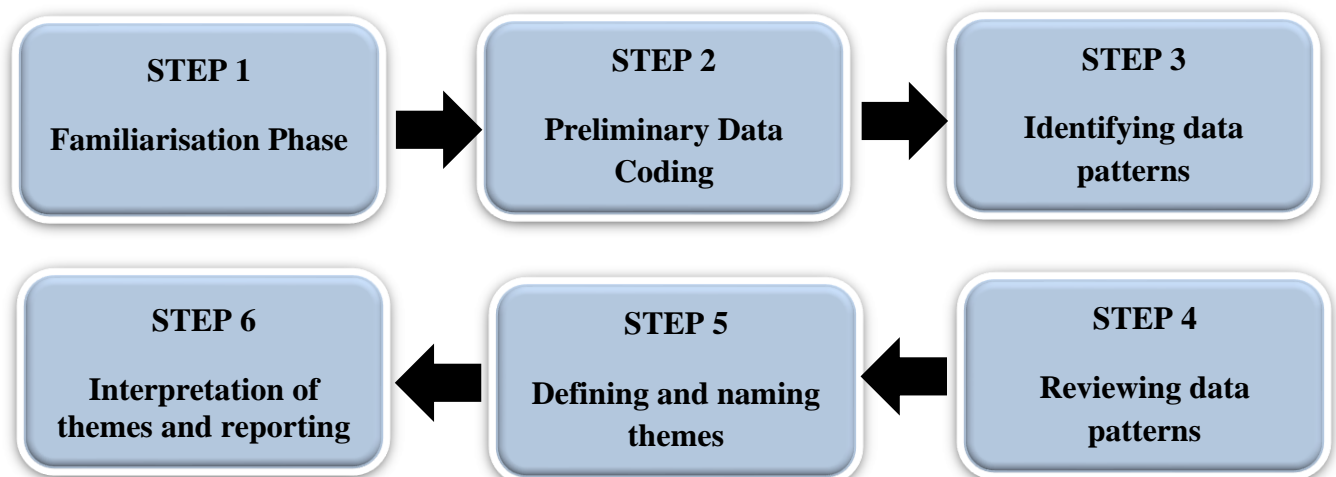 STEP 1
Familiarisation Phase
STEP 2
Preliminary Data
Coding
STEP 3
Identifying data
patterns
STEP 4
Reviewing data
patterns
STEP 5
Defining and naming
themes
STEP 6
Interpretation of
themes and reporting